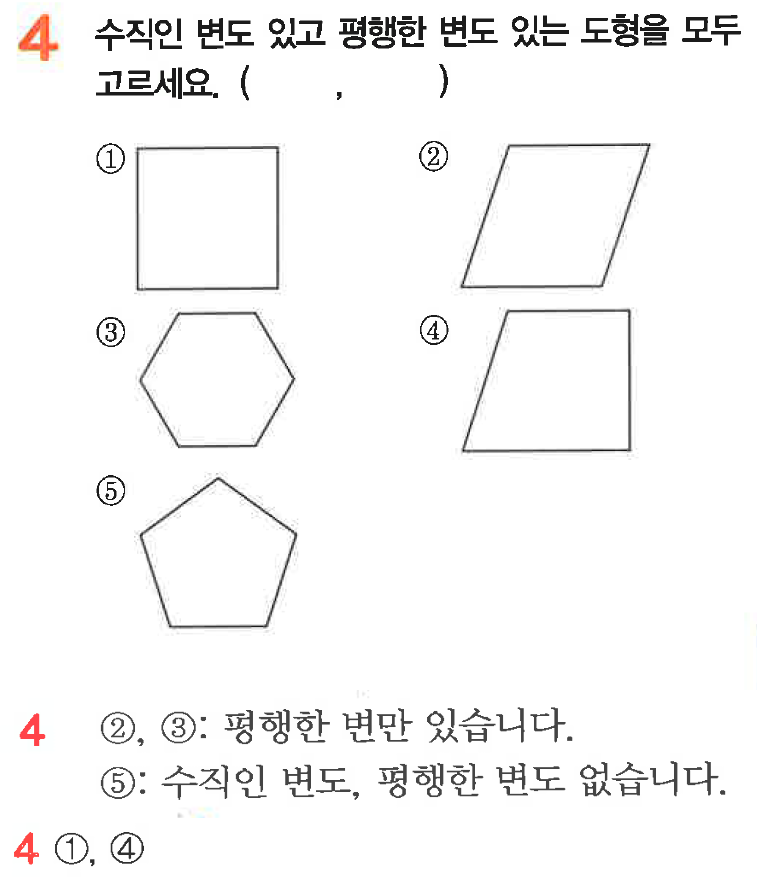 4 수직인 변도 있고 평행한 변도 있는 도형을 모두
고르세요. ( , )
① ②
③ ④
⑤
4 ②, ③: 평행한 변만 있습니다.
⑤: 수직인 변도, 평행한 변도 없습니다.
4 ①, ④